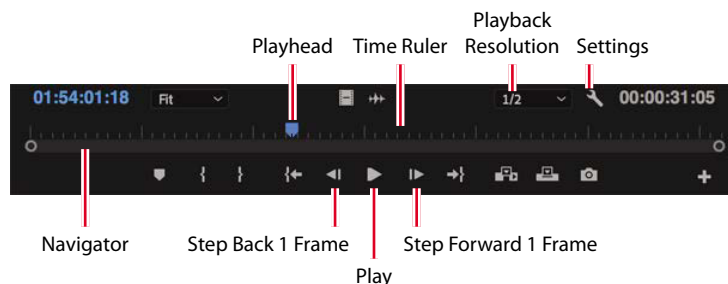 Playback
Playhead Time Ruler Resolution Settings
01:54:01:18 Fit 1/2 00:00:31:05
Navigator Step Back 1 Frame Step Forward 1 Frame
Play